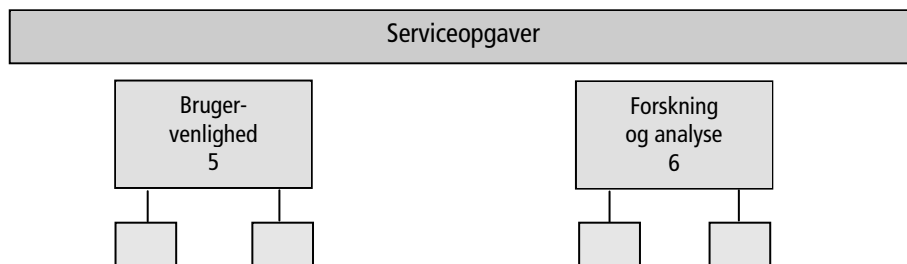 Serviceopgaver
Bruger-
venlighed
5
Forskning
og analyse
6